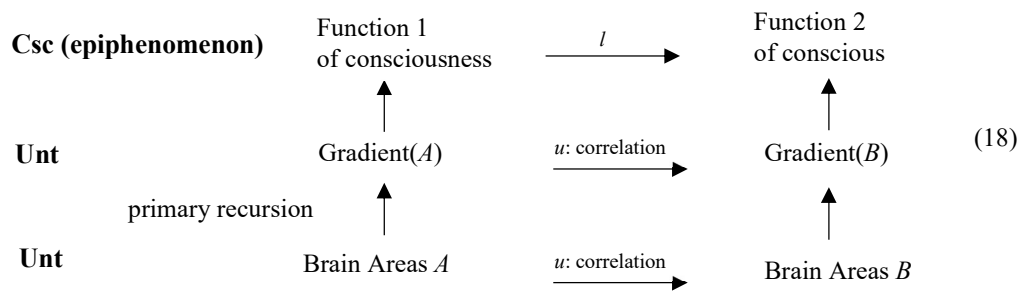 Csc (epiphenomenon)
Function 1
of consciousness
l
Function 2
of conscious
Unt
Gradient(A)
u: correlation
Gradient(B)
(18)
primary recursion
Unt
Brain Areas A
u: correlation
Brain Areas B